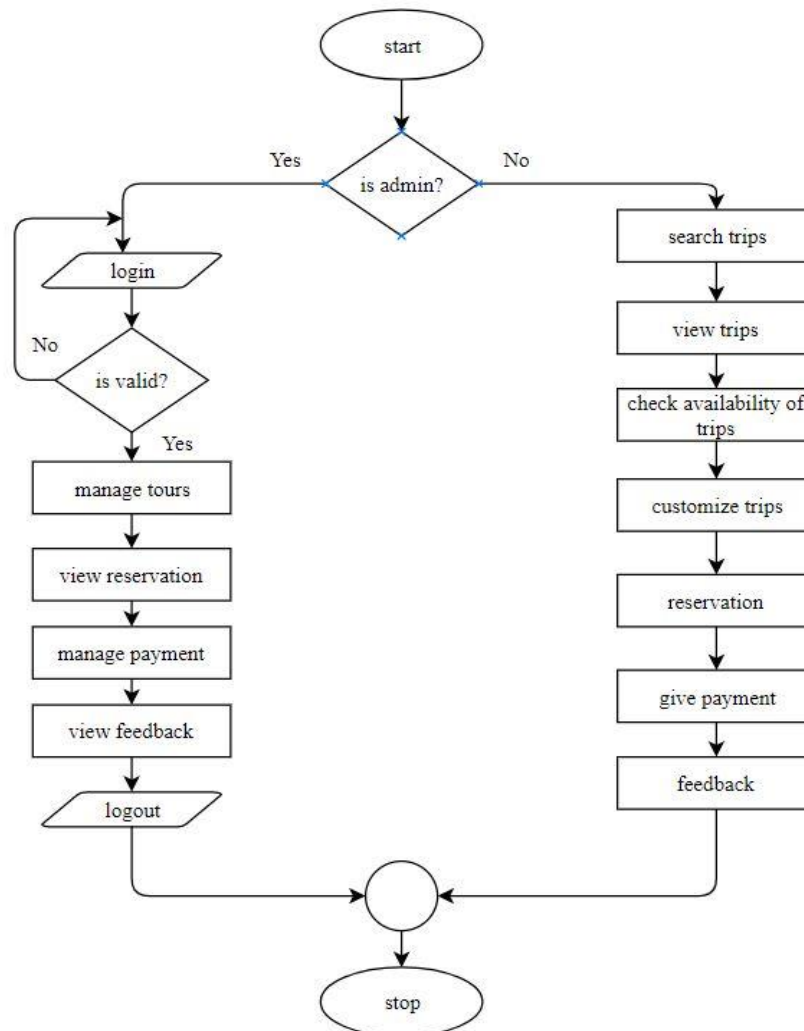 start
Yes
is admin?
No
search trips
login
view trips
No
is valid?
check availability of
trips
Yes
manage tours
customize trips
view reservation
reservation
manage payment
give payment
view feedback
feedback
logout
stop